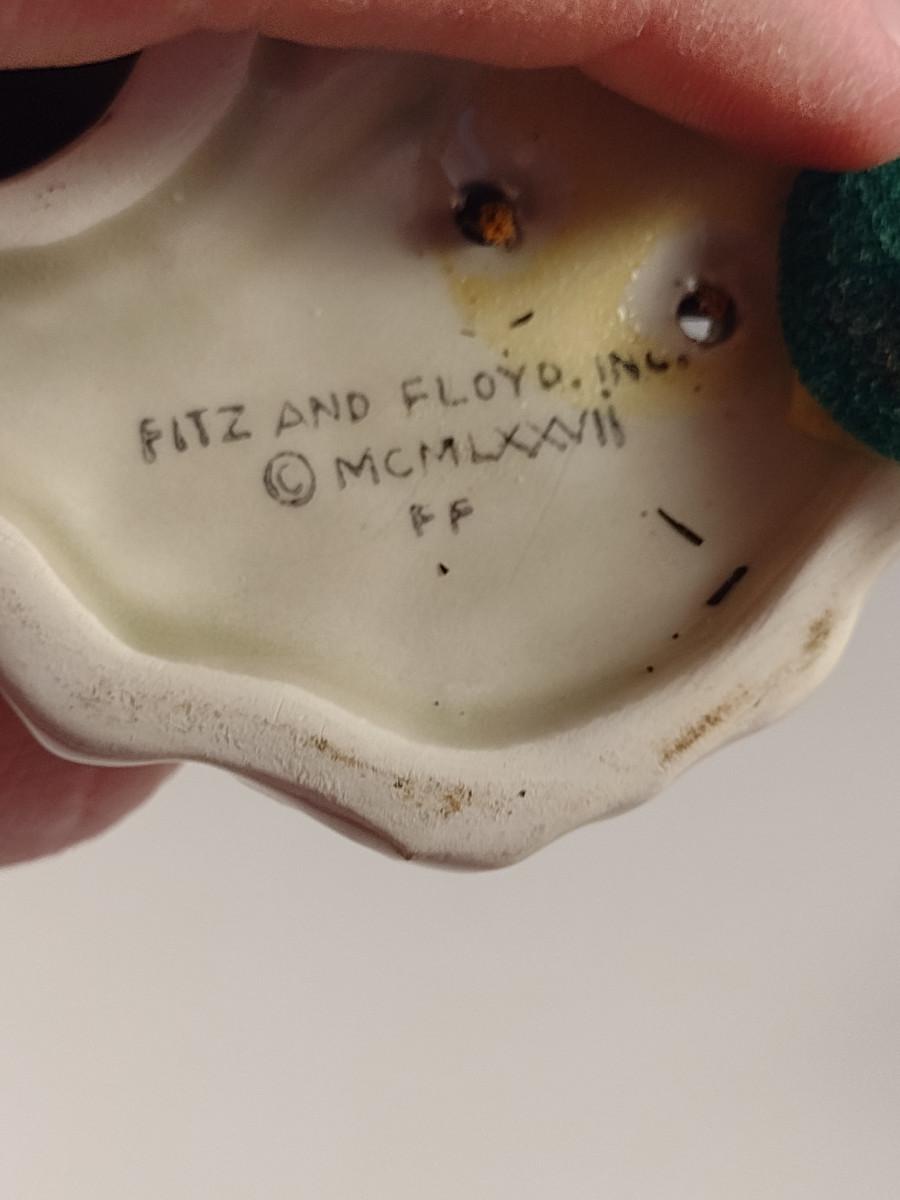 FITZ AND FLOYD. INC.
© MCMLXXVII
FF